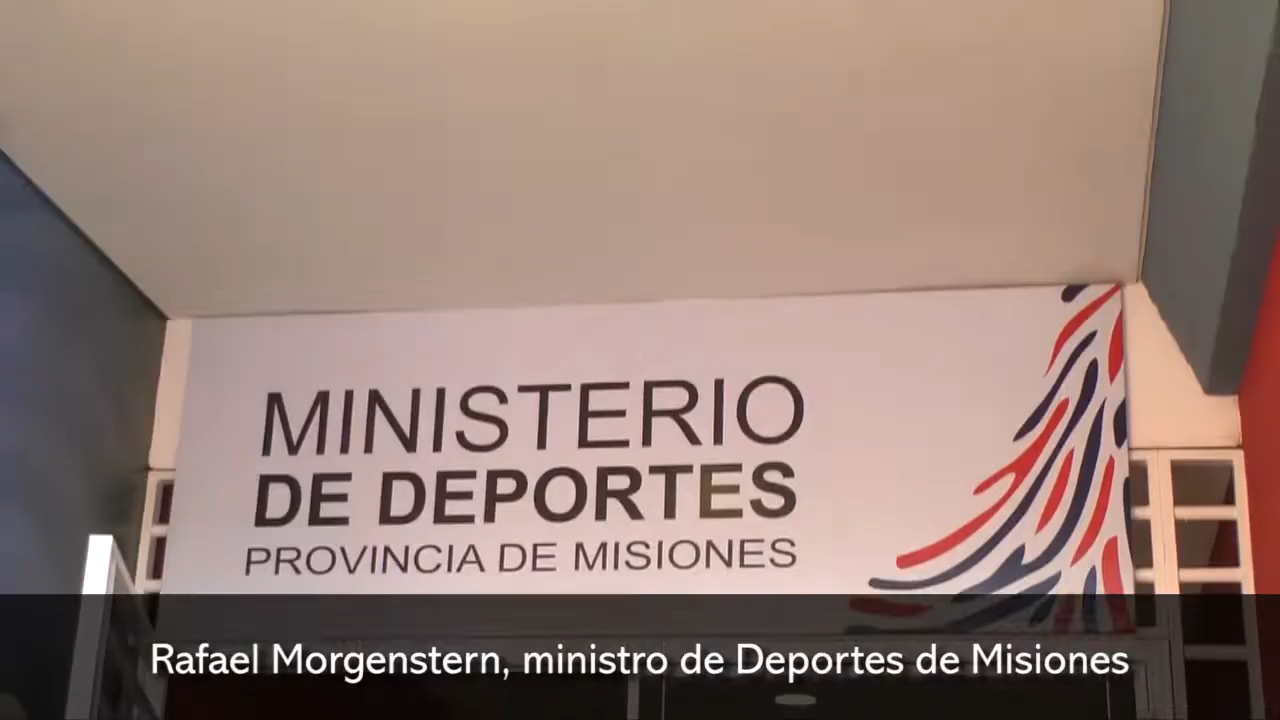 MINISTERIO
DE DEPORTES
PROVINCIA DE MISIONES
Rafael Morgenstern, ministro de Deportes de Misiones